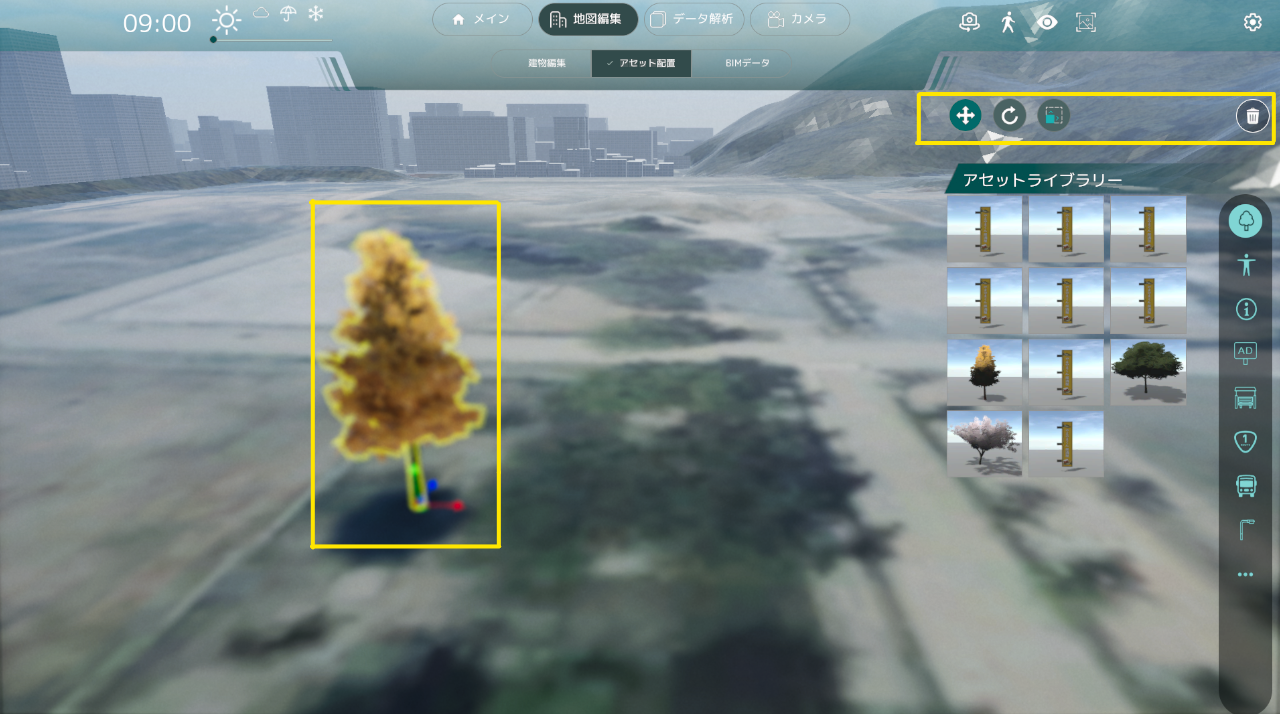 09:00
メイン
地図編集
データ解析
カメラ
建物編集
アセット配置
BIMデータ
アセットライブラリー
AD
1